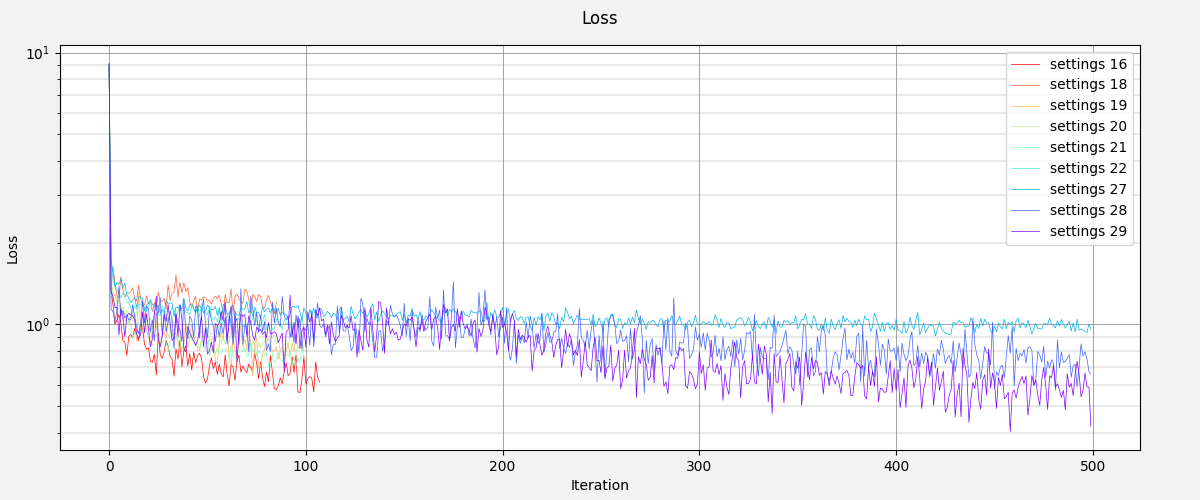 Loss
10¹
10⁰
Loss
settings 16
settings 18
settings 19
settings 20
settings 21
settings 22
settings 27
settings 28
settings 29
0 100 200 300 400 500
Iteration